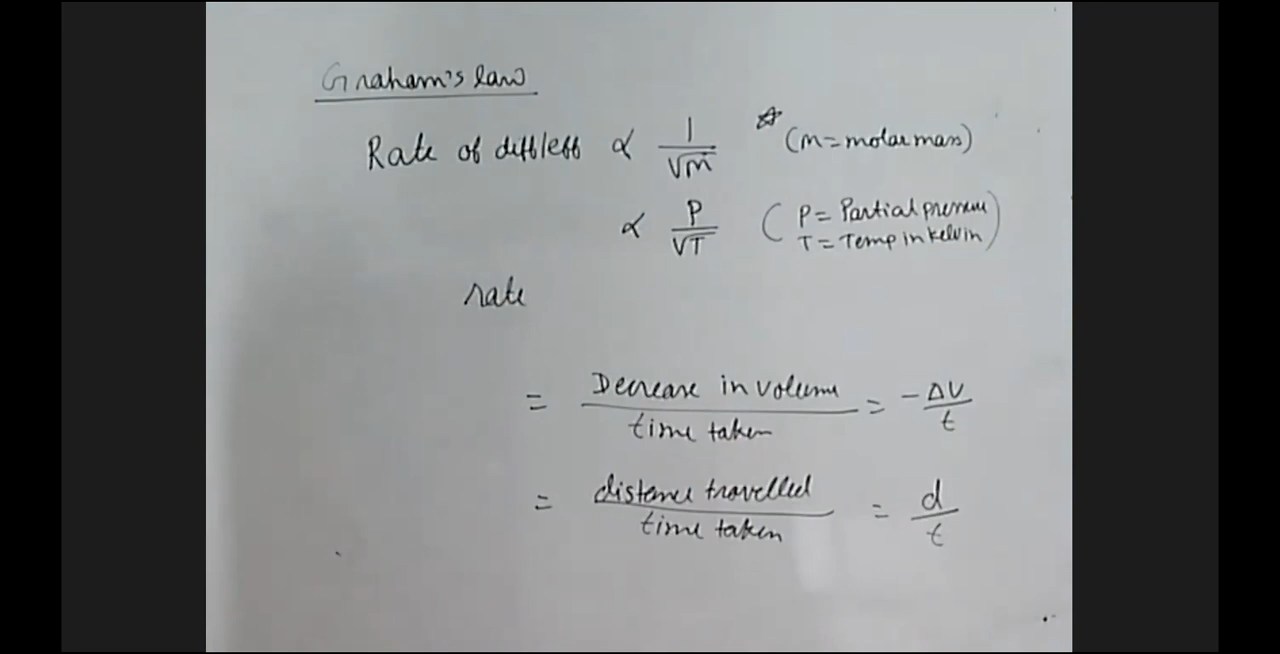 Graham's law
Rate of diff/eff ∝ 1/√m (m=molar mass)
∝ P/√T ( P = Partial pressure
T = Temp in kelvin)
rate
= Decrease in volume/time taken = -ΔV/t
= distance travelled/time taken = d/t